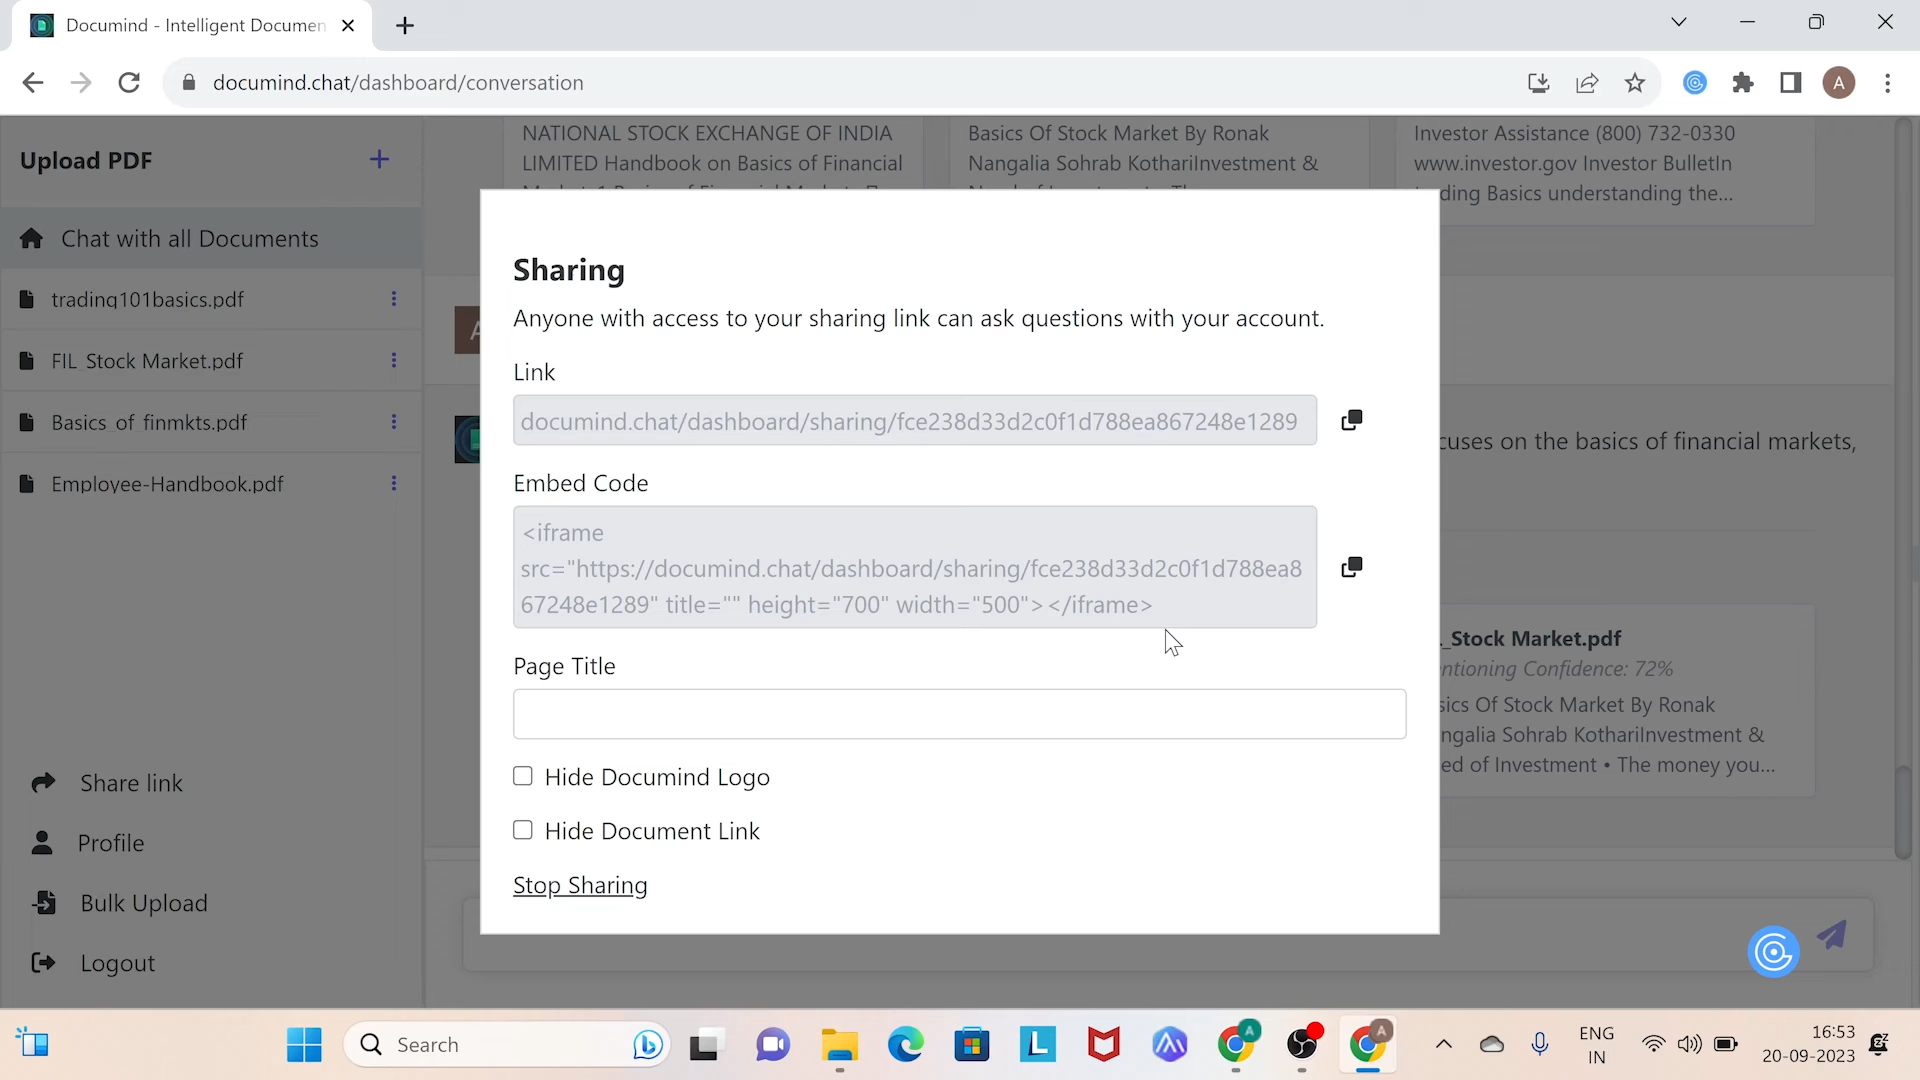 Documind - Intelligent Documen
documind.chat/dashboard/conversation
A
Upload PDF
Chat with all Documents
trading101basics.pdf
FIL_Stock Market.pdf
Basics_of_finmkts.pdf
Employee-Handbook.pdf
Share link
Profile
Bulk Upload
Logout
NATIONAL STOCK EXCHANGE OF INDIA
LIMITED Handbook on Basics of Financial
Basics Of Stock Market By Ronak
Nangalia Sohrab KothariInvestment &
Investor Assistance (800) 732-0330
www.investor.gov Investor BulletIn
ding Basics understanding the...
Sharing
Anyone with access to your sharing link can ask questions with your account.
Link
documind.chat/dashboard/sharing/fce238d33d2c0f1d788ea867248e1289
Embed Code
<iframe
src="https://documind.chat/dashboard/sharing/fce238d33d2c0f1d788ea8
67248e1289" title="" height="700" width="500"></iframe>
Page Title
Hide Documind Logo
Hide Document Link
Stop Sharing
cuses on the basics of financial markets,
_Stock Market.pdf
ntioning Confidence: 72%
sics Of Stock Market By Ronak
ngalia Sohrab KothariInvestment &
ed of Investment • The money you...
Search
L
A
A
ENG
IN
16:53
20-09-2023